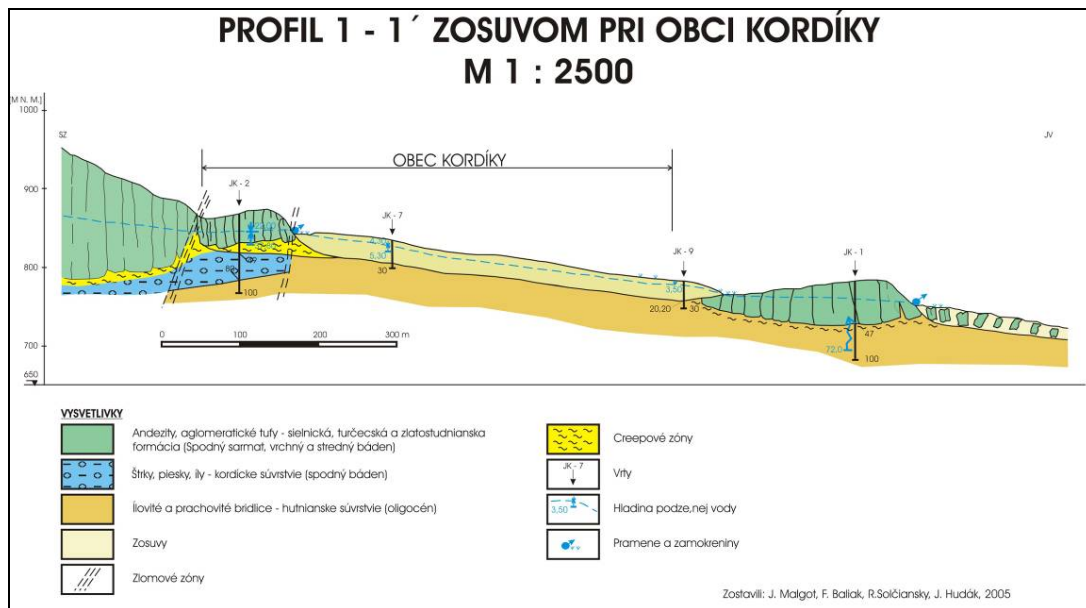 PROFIL 1 - 1´ ZOSUVOM PRI OBCI KORDÍKY
M 1 : 2500
[M N. M.]
1000
SZ
JV
OBEC KORDÍKY
900
JK - 2
JK - 7
800
JK - 9
JK - 1
5,30
30
3,50
20,20
30
100
47
72,0
100
700
650
0
100
200
300 m
VYSVETLIVKY
Andezity, aglomeratické tufy - sielnická, turčecská a zlatostudnianska
formácia (Spodný sarmat, vrchný a stredný báden)
Štrky, piesky, íly - kordícke súvrstvie (spodný báden)
Ílovité a prachovité bridlice - hutnianske súvrstvie (oligocén)
Zosuvy
Zlomové zóny
Creepové zóny
JK - 7
Vrty
3,50
Hladina podze,nej vody
Pramene a zamokreniny
Zostavili: J. Malgot, F. Baliak, R.Solčiansky, J. Hudák, 2005